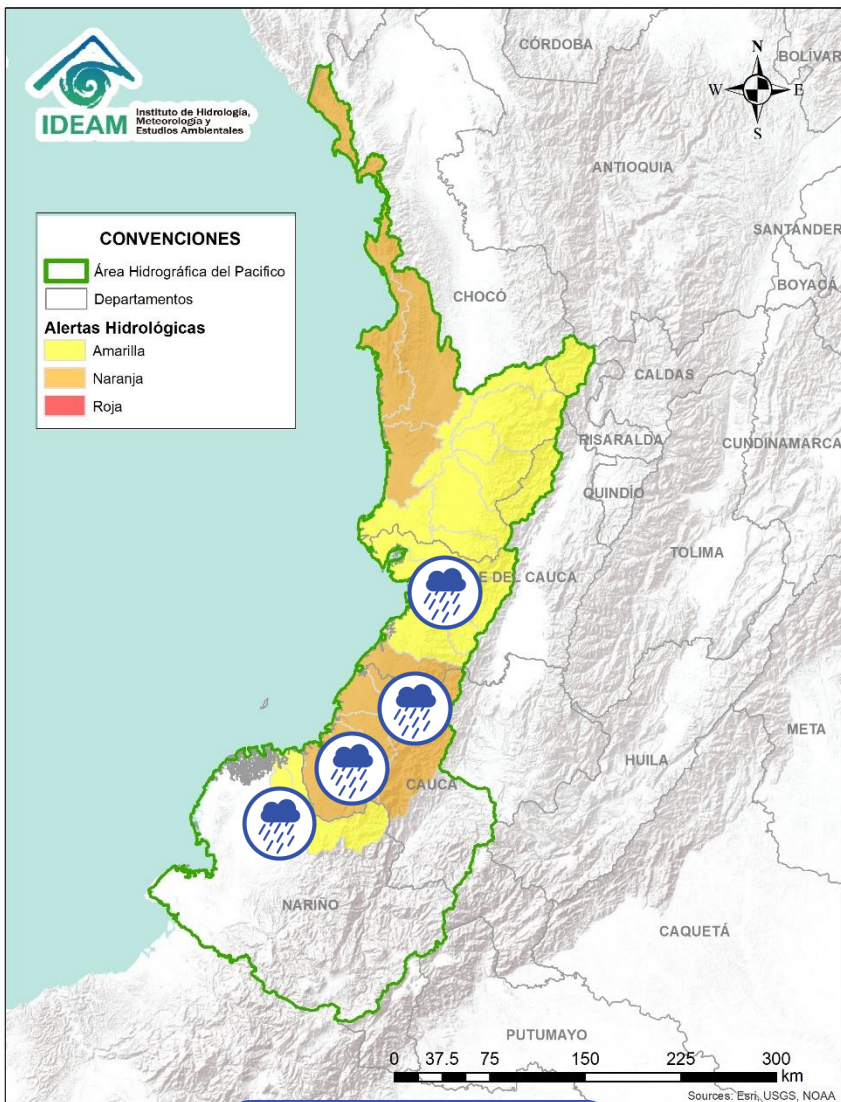 CÓRDOBA
BOLÍVAR
N
W E
S
IDEAM
Instituto de Hidrología,
Meteorología y
Estudios Ambientales
ANTIOQUIA
SANTANDER
BOYACÁ
CONVENCIONES
Área Hidrográfica del Pacifico
Departamentos
Alertas Hidrológicas
Amarilla
Naranja
Roja
CHOCÓ
CALDAS
RISARALDA
CUNDINAMARCA
QUINDÍO
TOLIMA
E DEL CAUCA
META
HUILA
CAUCA
NARIÑO
CAQUETÁ
PUTUMAYO
0 37.5 75 150 225 300
km
Sources: Esri, USGS, NOAA